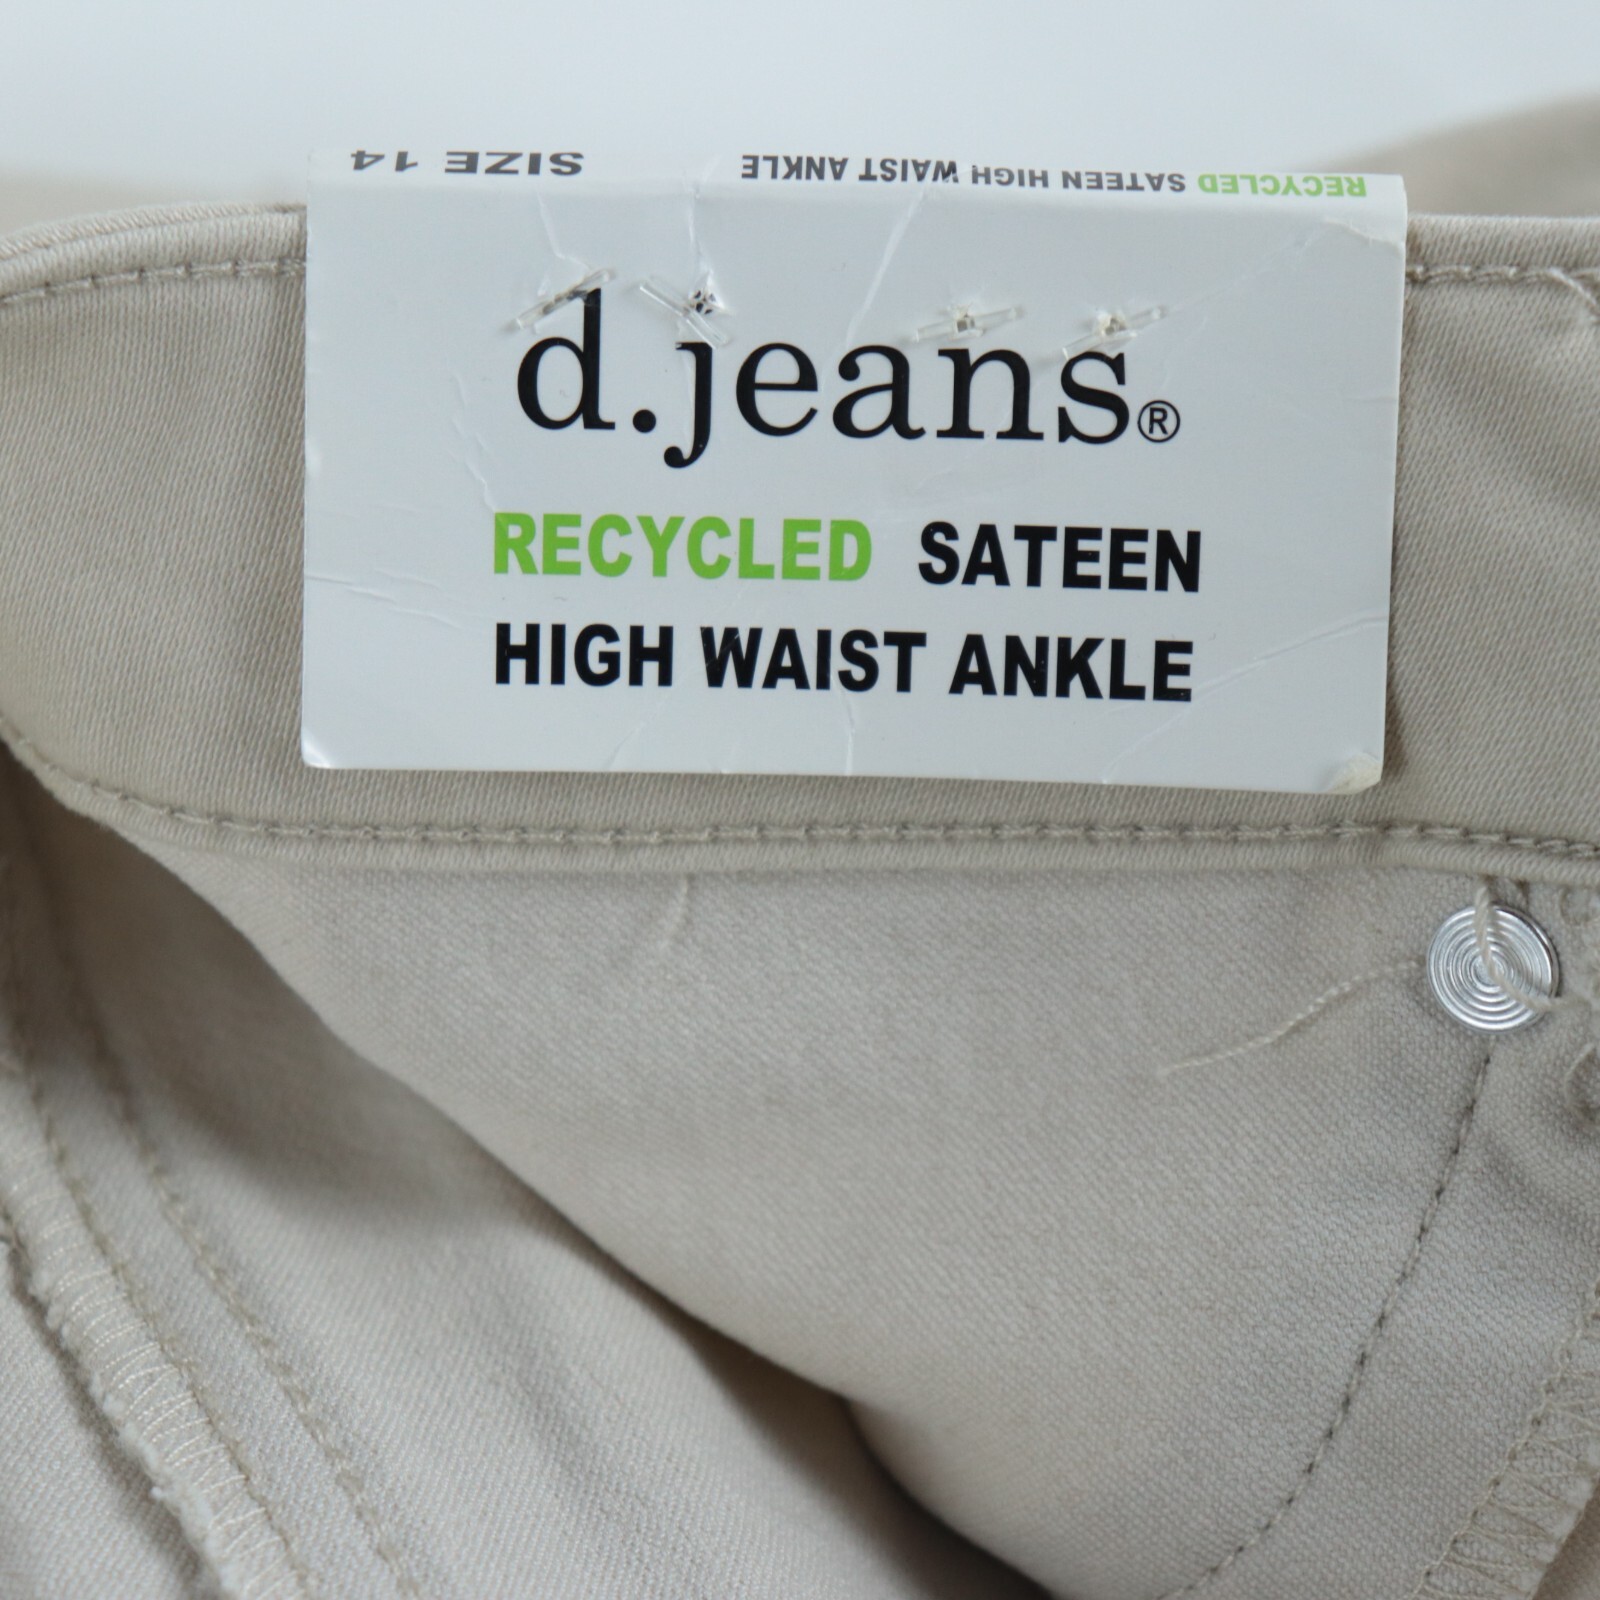 RECYCLED SATEEN HIGH WAIST ANKLE SIZE 14
d.jeans®
RECYCLED SATEEN
HIGH WAIST ANKLE